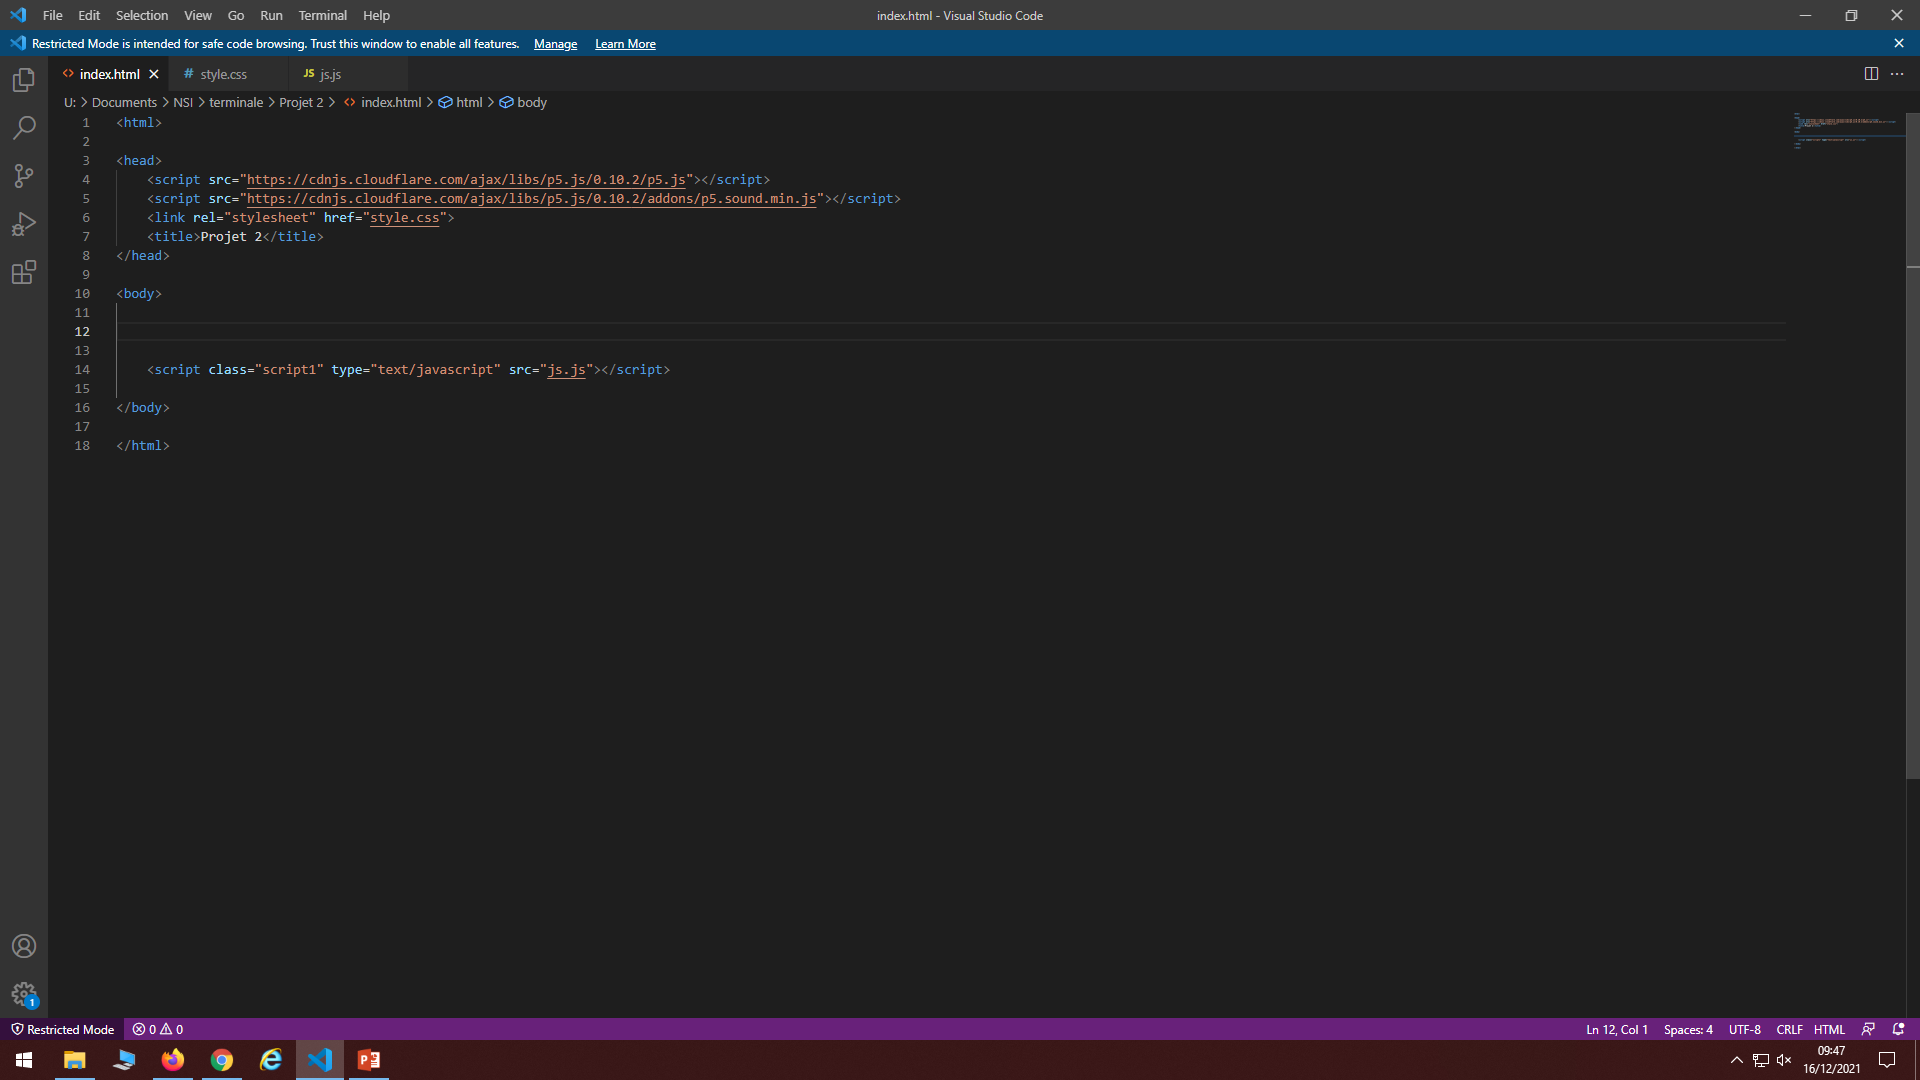 File Edit Selection View Go Run Terminal Help index.html - Visual Studio Code
Restricted Mode is intended for safe code browsing. Trust this window to enable all features. Manage Learn More
index.html # style.css JS js.js
U: > Documents > NSI > terminale > Projet 2 > index.html > html > body
1 <html>
2
3 <head>
4 <script src="https://cdnjs.cloudflare.com/ajax/libs/p5.js/0.10.2/p5.js"></script>
5 <script src="https://cdnjs.cloudflare.com/ajax/libs/p5.js/0.10.2/addons/p5.sound.min.js"></script>
6 <link rel="stylesheet" href="style.css">
7 <title>Projet 2</title>
8 </head>
9
10 <body>
11
12
13
14 <script class="script1" type="text/javascript" src="js.js"></script>
15
16 </body>
17
18 </html>
1
Restricted Mode 0 0 Ln 12, Col 1 Spaces: 4 UTF-8 CRLF HTML
09:47
16/12/2021